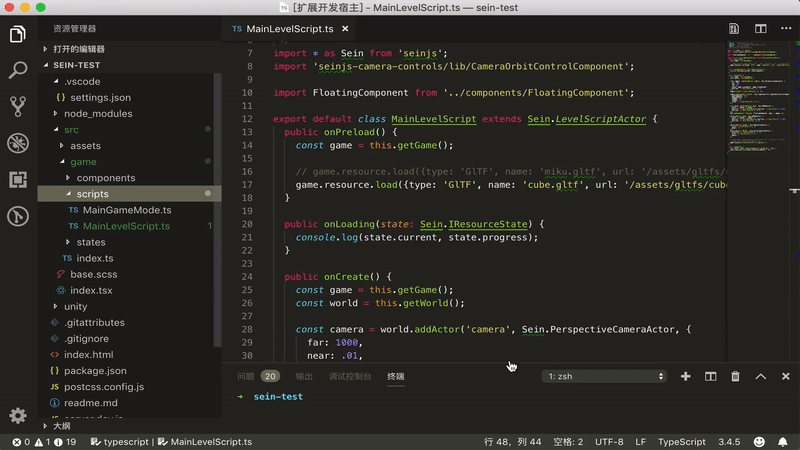 [扩展开发宿主] - MainLevelScript.ts — sein-test
资源管理器
打开的编辑器
SEIN-TEST
.vscode
{} settings.json
node_modules
src
assets
game
components
scripts
TS MainGameMode.ts
TS MainLevelScript.ts 1
states
TS index.ts
base.scss
index.tsx
unity
.gitattributes
.gitignore
<> index.html
package.json
postcss.config.js
readme.md
大纲
TS MainLevelScript.ts ×
7 import * as Sein from 'seinjs';
8 import 'seinjs-camera-controls/lib/CameraOrbitControlComponent';
9
10 import FloatingComponent from '../components/FloatingComponent';
11
12 export default class MainLevelScript extends Sein.LevelScriptActor {
13 public onPreload() {
14 const game = this.getGame();
15
16 // game.resource.load({type: 'GlTF', name: 'miku.gltf', url: '/assets/gltfs/
17 game.resource.load({type: 'GlTF', name: 'cube.gltf', url: '/assets/gltfs/cube
18 }
19
20 public onLoading(state: Sein.IResourceState) {
21 console.log(state.current, state.progress);
22 }
23
24 public onCreate() {
25 const game = this.getGame();
26 const world = this.getWorld();
27
28 const camera = world.addActor('camera', Sein.PerspectiveCameraActor, {
29 far: 1000,
30 near: .01,
问题 20 输出 调试控制台 终端 1: zsh
→ sein-test
0 1 19 typescript | MainLevelScript.ts 行 48，列 44 空格: 2 UTF-8 LF TypeScript 3.4.5